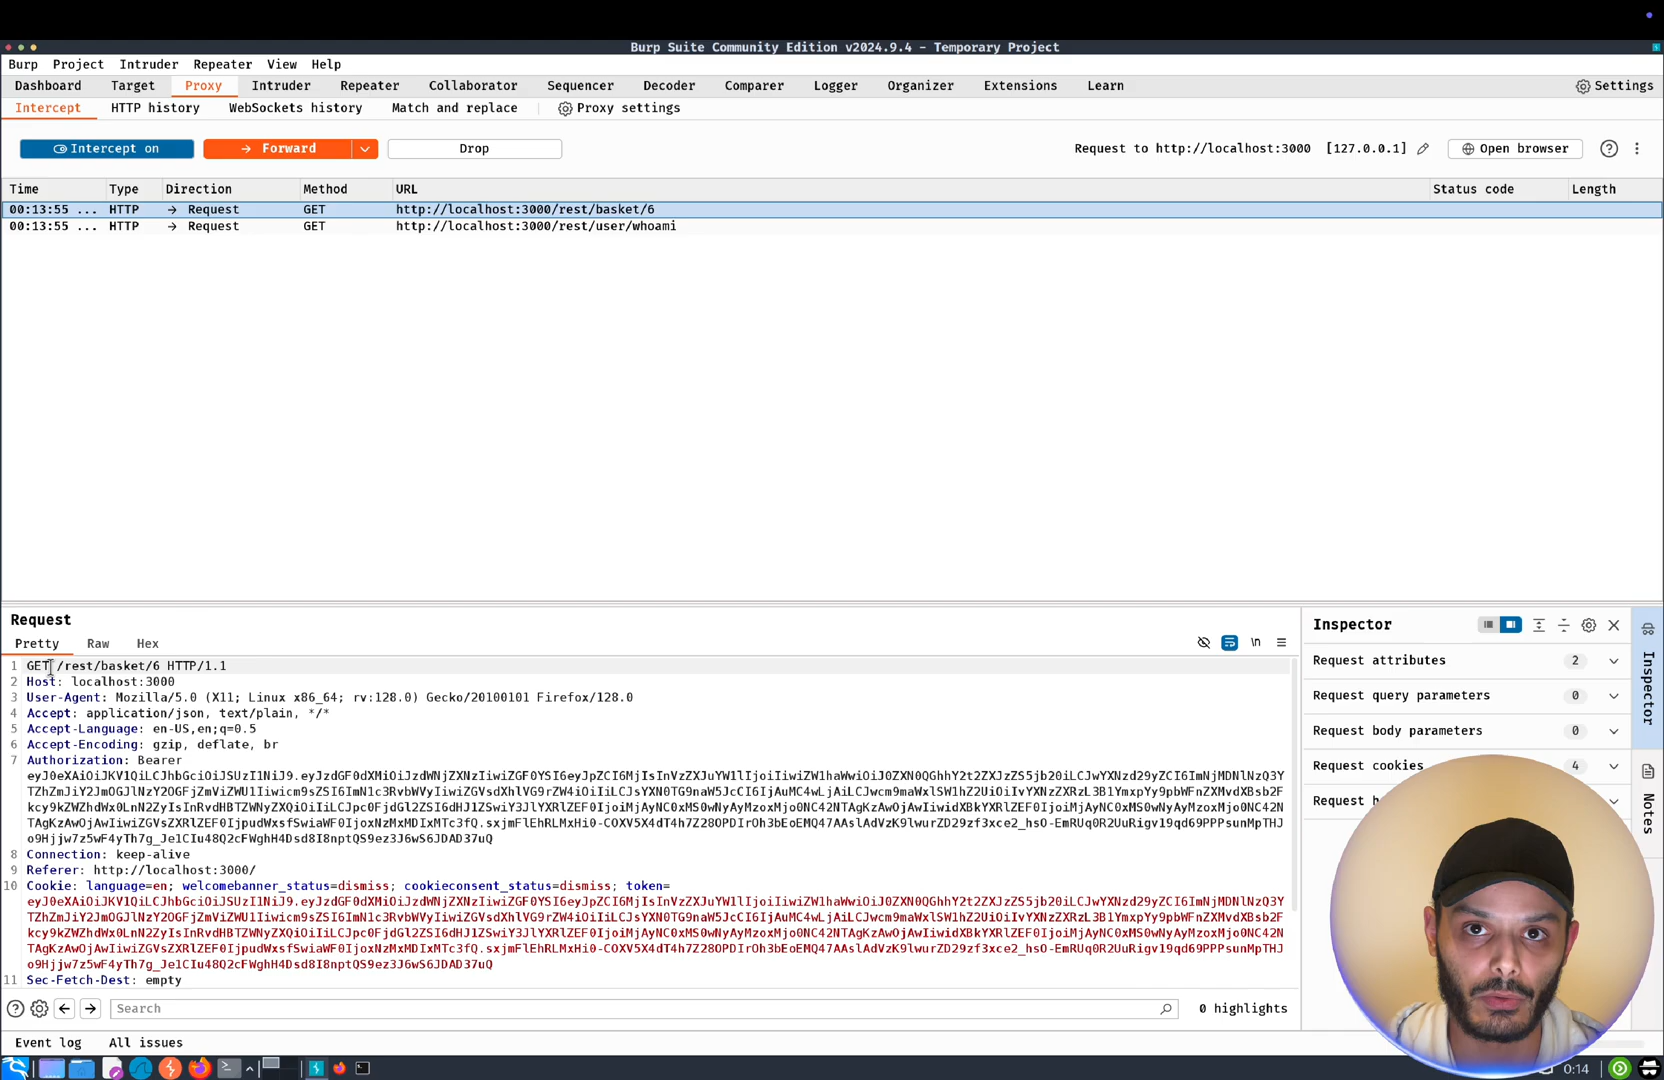 Burp Suite Community Edition v2024.9.4 - Temporary Project
Burp Project Intruder Repeater View Help
Dashboard Target Proxy Intruder Repeater Collaborator Sequencer Decoder Comparer Logger Organizer Extensions Learn Settings
Intercept HTTP history WebSockets history Match and replace Proxy settings
Intercept on Forward Drop Request to http://localhost:3000 [127.0.0.1] Open browser
Time Type Direction Method URL Status code Length
00:13:55 ... HTTP → Request GET http://localhost:3000/rest/basket/6
00:13:55 ... HTTP → Request GET http://localhost:3000/rest/user/whoami
Request
Pretty Raw Hex \n
1 GET /rest/basket/6 HTTP/1.1
2 Host: localhost:3000
3 User-Agent: Mozilla/5.0 (X11; Linux x86_64; rv:128.0) Gecko/20100101 Firefox/128.0
4 Accept: application/json, text/plain, */*
5 Accept-Language: en-US,en;q=0.5
6 Accept-Encoding: gzip, deflate, br
7 Authorization: Bearer
8 Connection: keep-alive
9 Referer: http://localhost:3000/
10 Cookie: language=en; welcomebanner_status=dismiss; cookieconsent_status=dismiss; token=
11 Sec-Fetch-Dest: empty
Inspector
Request attributes 2
Request query parameters 0
Request body parameters 0
Request cookies 4
Request
Inspector
Notes
Search 0 highlights
Event log All issues
0:14